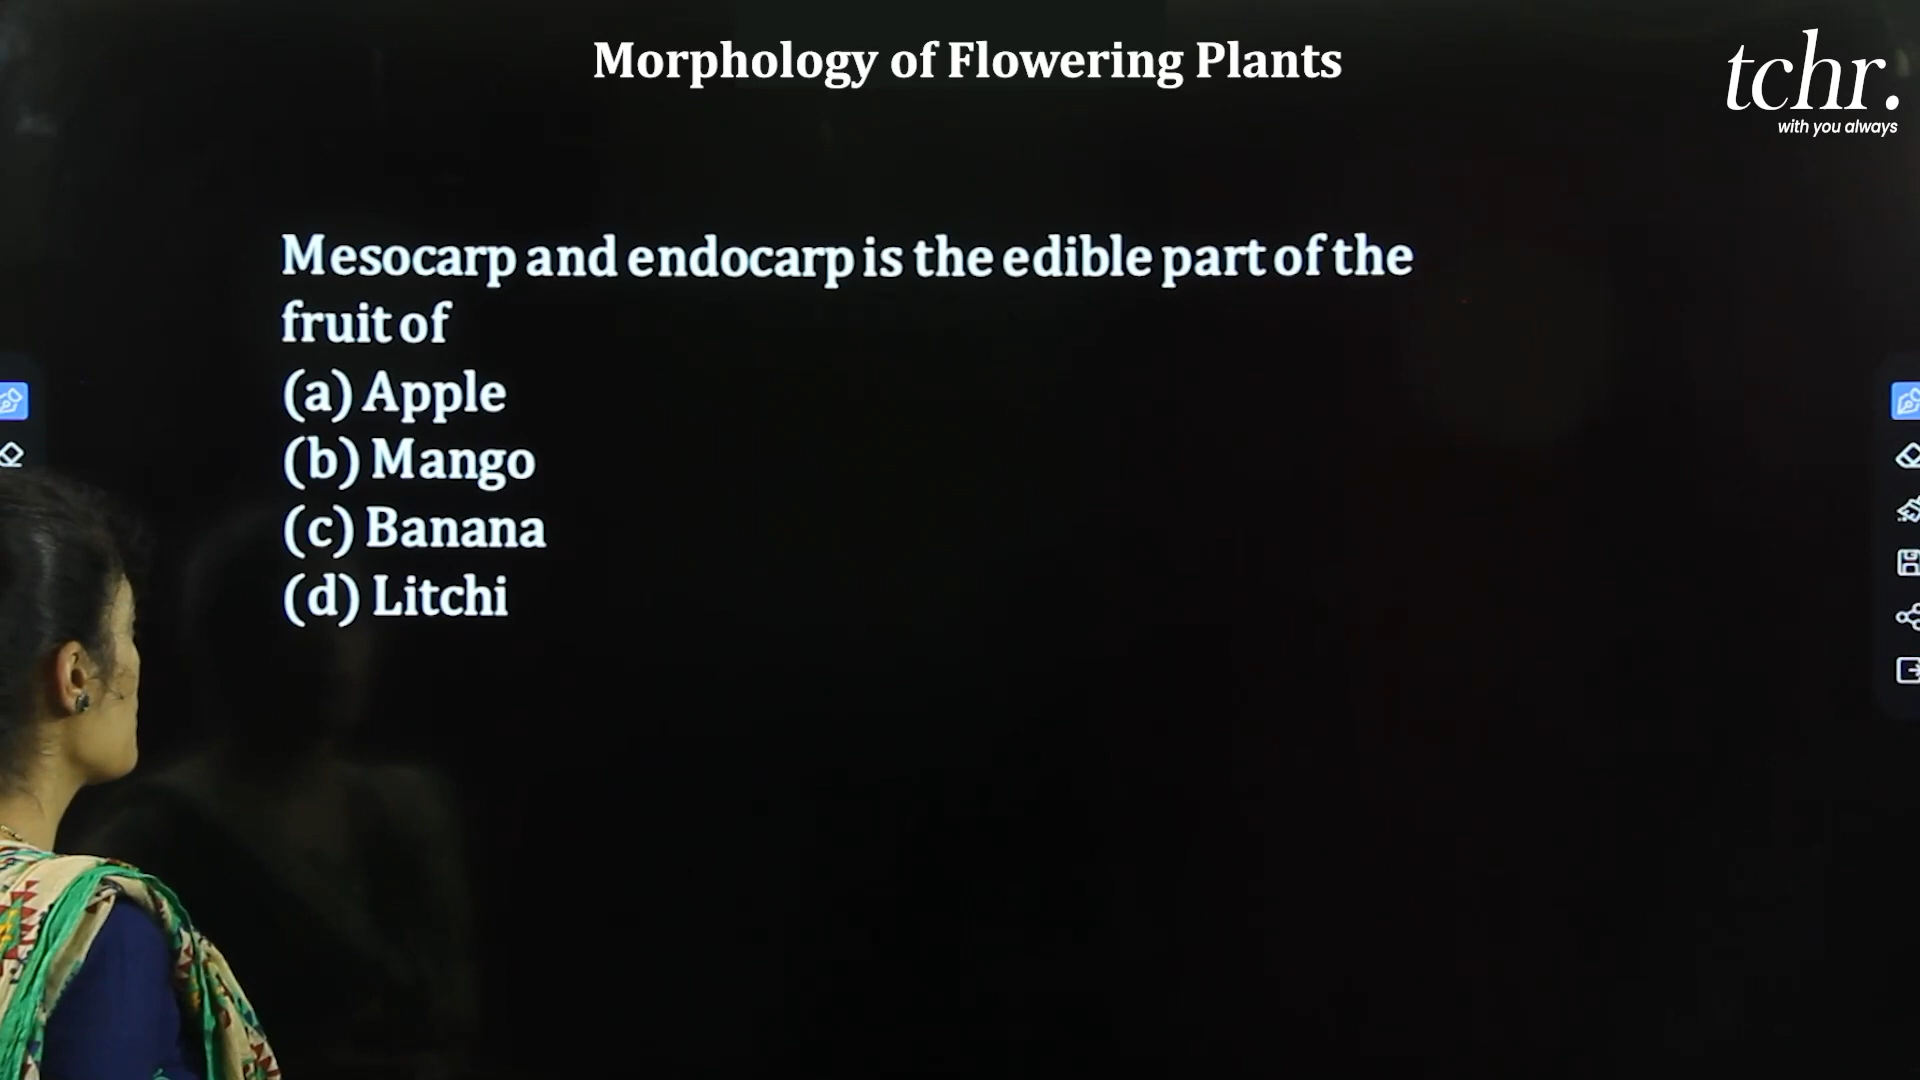 Morphology of Flowering Plants
tchr.
with you always
Mesocarp and endocarp is the edible part of the
fruit of
(a) Apple
(b) Mango
(c) Banana
(d) Litchi